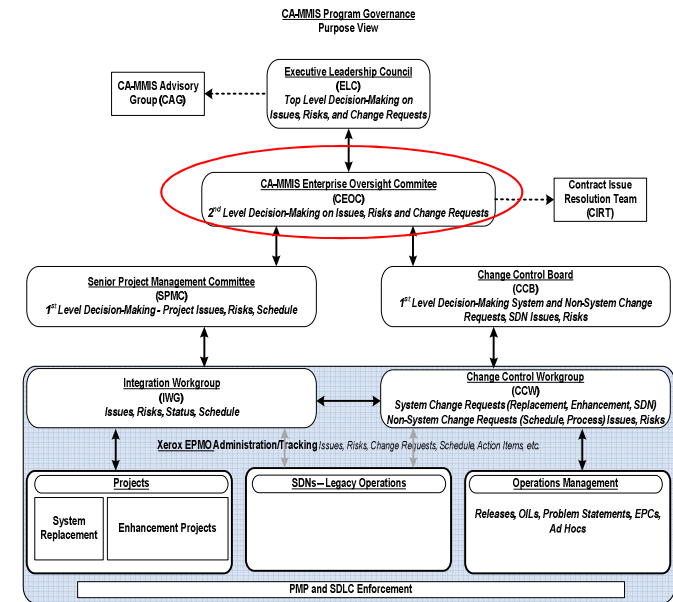 CA-MMIS Program Governance
Purpose View
Executive Leadership Council
(ELC)
Top Level Decision-Making on
Issues, Risks, and Change Requests
CA-MMIS Advisory
Group (CAG)
CA-MMIS Enterprise Oversight Commitee
(CEOC)
2nd Level Decision-Making on Issues, Risks and Change Requests
Contract Issue
Resolution Team
(CIRT)
Senior Project Management Committee
(SPMC)
1st Level Decision-Making - Project Issues, Risks, Schedule
Change Control Board
(CCB)
1st Level Decision-Making System and Non-System Change
Requests, SDN Issues, Risks
Integration Workgroup
(IWG)
Issues, Risks, Status, Schedule
Change Control Workgroup
(CCW)
System Change Requests (Replacement, Enhancement, SDN)
Non-System Change Requests (Schedule, Process) Issues, Risks
Xerox EPMO Administration/Tracking Issues, Risks, Change Requests, Schedule, Action Items, etc.
Projects
System
Replacement
Enhancement Projects
SDNs—Legacy Operations
Operations Management
Releases, OILs, Problem Statements, EPCs,
Ad Hocs
PMP and SDLC Enforcement